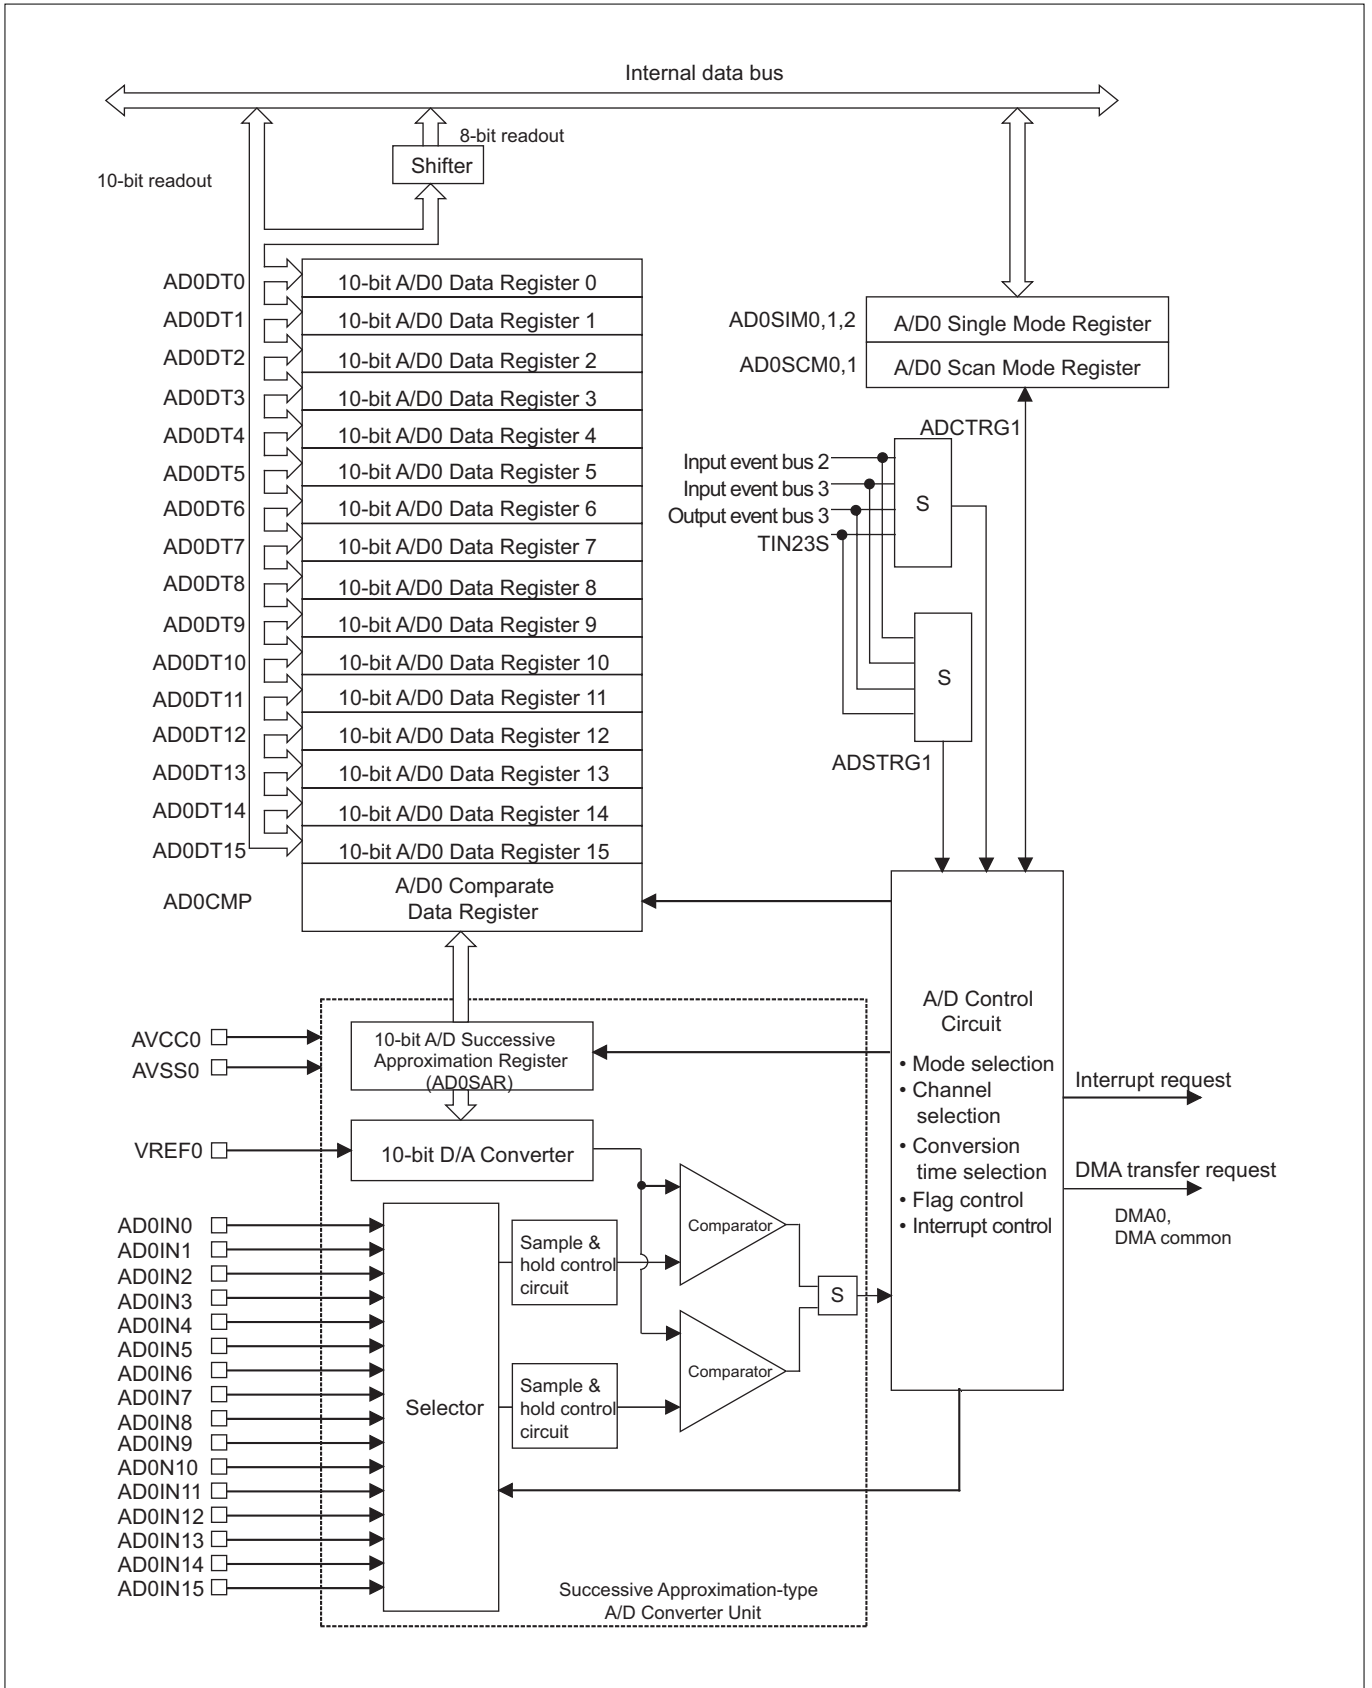 Internal data bus
8-bit readout
Shifter
10-bit readout
AD0DT0
10-bit A/D0 Data Register 0
AD0DT1
10-bit A/D0 Data Register 1
AD0DT2
10-bit A/D0 Data Register 2
AD0DT3
10-bit A/D0 Data Register 3
AD0DT4
10-bit A/D0 Data Register 4
AD0DT5
10-bit A/D0 Data Register 5
AD0DT6
10-bit A/D0 Data Register 6
AD0DT7
10-bit A/D0 Data Register 7
AD0DT8
10-bit A/D0 Data Register 8
AD0DT9
10-bit A/D0 Data Register 9
AD0DT10
10-bit A/D0 Data Register 10
AD0DT11
10-bit A/D0 Data Register 11
AD0DT12
10-bit A/D0 Data Register 12
AD0DT13
10-bit A/D0 Data Register 13
AD0DT14
10-bit A/D0 Data Register 14
AD0DT15
10-bit A/D0 Data Register 15
AD0CMP
A/D0 Comparate
Data Register
AD0SIM0,1,2
A/D0 Single Mode Register
AD0SCM0,1
A/D0 Scan Mode Register
ADCTRG1
Input event bus 2
Input event bus 3
Output event bus 3
TIN23S
S
S
ADSTRG1
A/D Control
Circuit
• Mode selection
• Channel
selection
• Conversion
time selection
• Flag control
• Interrupt control
Interrupt request
DMA transfer request
DMA0,
DMA common
AVCC0
AVSS0
10-bit A/D Successive
Approximation Register
(AD0SAR)
VREF0
10-bit D/A Converter
Comparator
Sample &
hold control
circuit
S
Comparator
Sample &
hold control
circuit
Selector
AD0IN0
AD0IN1
AD0IN2
AD0IN3
AD0IN4
AD0IN5
AD0IN6
AD0IN7
AD0IN8
AD0IN9
AD0N10
AD0IN11
AD0IN12
AD0IN13
AD0IN14
AD0IN15
Successive Approximation-type
A/D Converter Unit